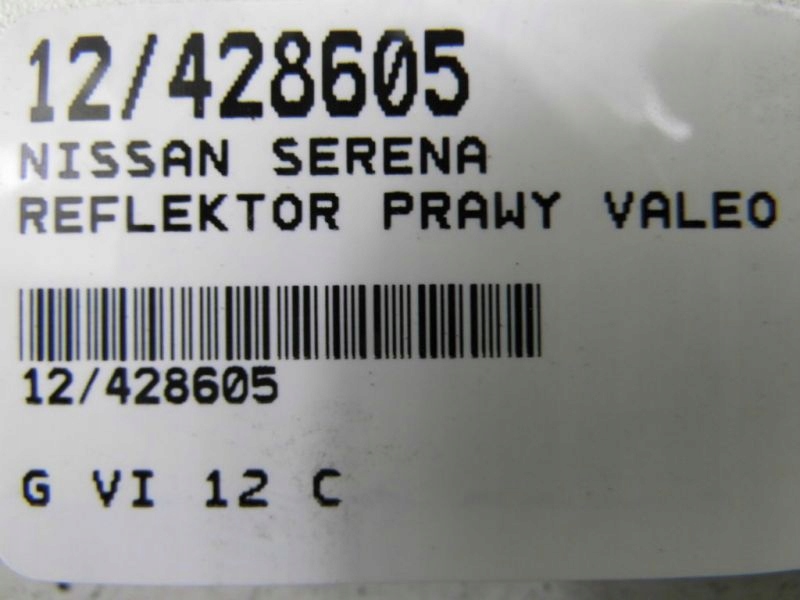 12/428605
NISSAN SERENA
REFLEKTOR PRAWY VALEO
12/428605
G VI 12 C